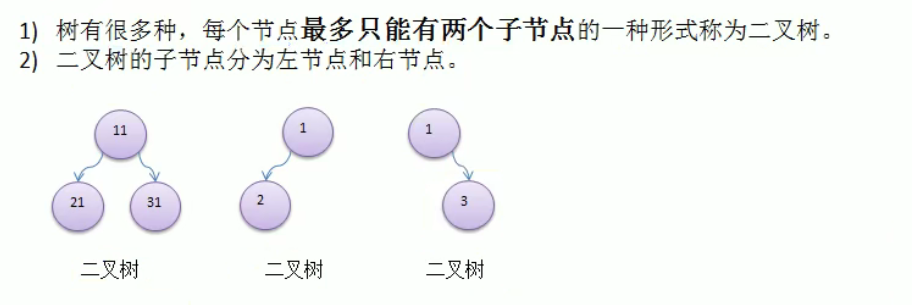 1) 树有很多种，每个节点最多只能有两个子节点的一种形式称为二叉树。
2) 二叉树的子节点分为左节点和右节点。
11 1 1
21 31 2 3
二叉树 二叉树 二叉树